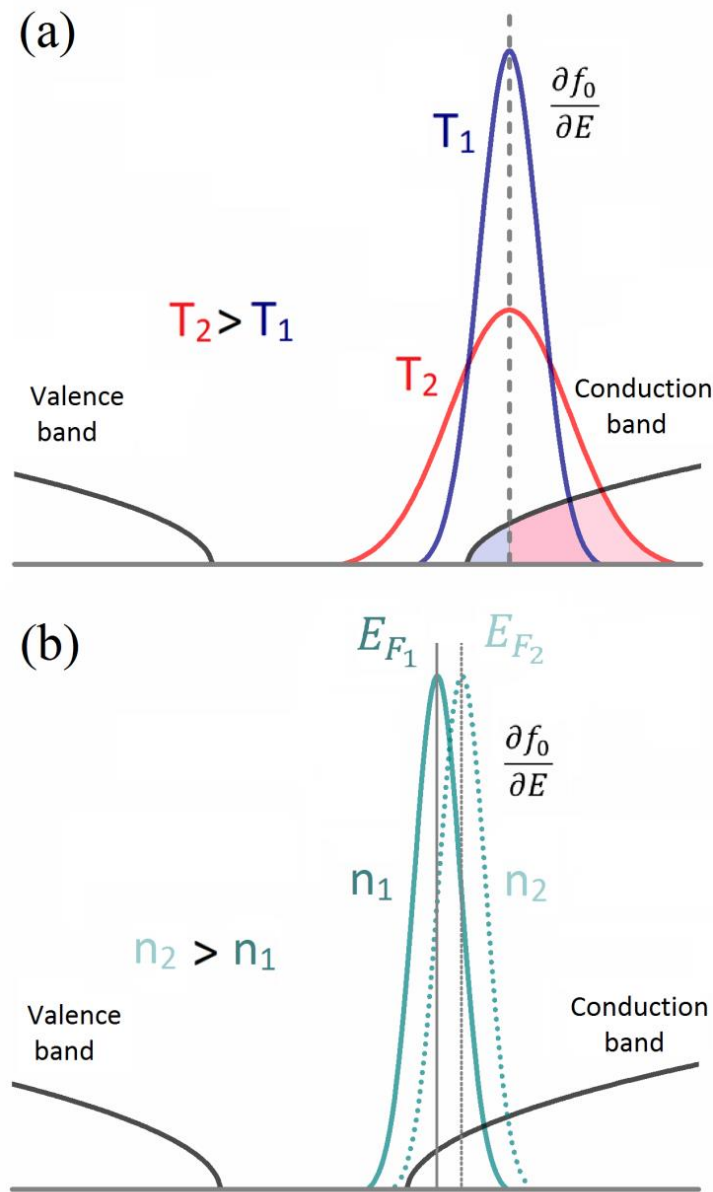 (a)
∂f₀
∂E
T₁
T₂ > T₁
T₂
Valence
band
Conduction
band
(b)
E_F₁
E_F₂
∂f₀
∂E
n₁
n₂
n₂ > n₁
Valence
band
Conduction
band